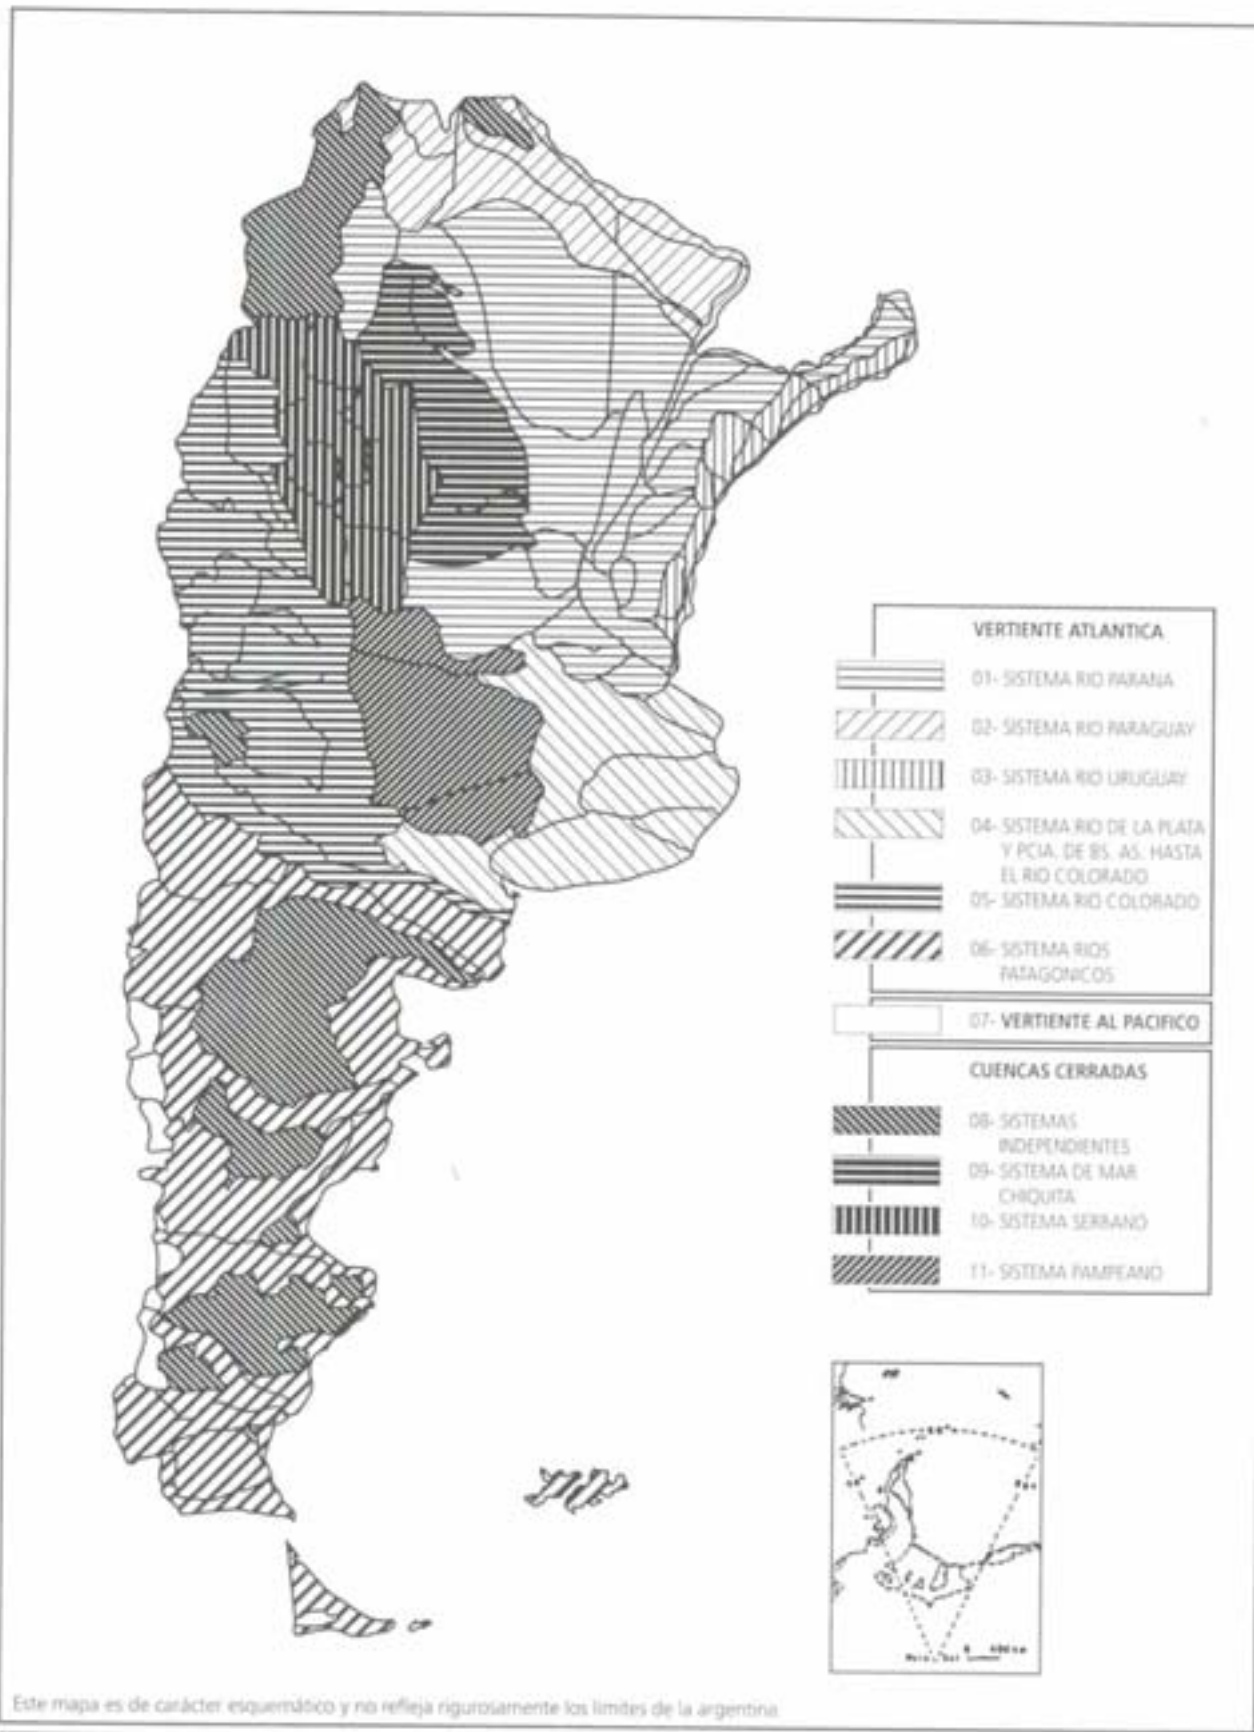 VERTIENTE ATLANTICA
01- SISTEMA RIO PARANA
02- SISTEMA RIO PARAGUAY
03- SISTEMA RIO URUGUAY
04- SISTEMA RIO DE LA PLATA
Y PCIA. DE BS. AS. HASTA
EL RIO COLORADO
05- SISTEMA RIO COLORADO
06- SISTEMA RIOS
PATAGONICOS
07- VERTIENTE AL PACIFICO
CUENCAS CERRADAS
08- SISTEMAS
INDEPENDIENTES
09- SISTEMA DE MAR
CHIQUITA
10- SISTEMA SERRANO
11- SISTEMA PAMPEANO
Este mapa es de carácter esquemático y no refleja rigurosamente los límites de la argentina